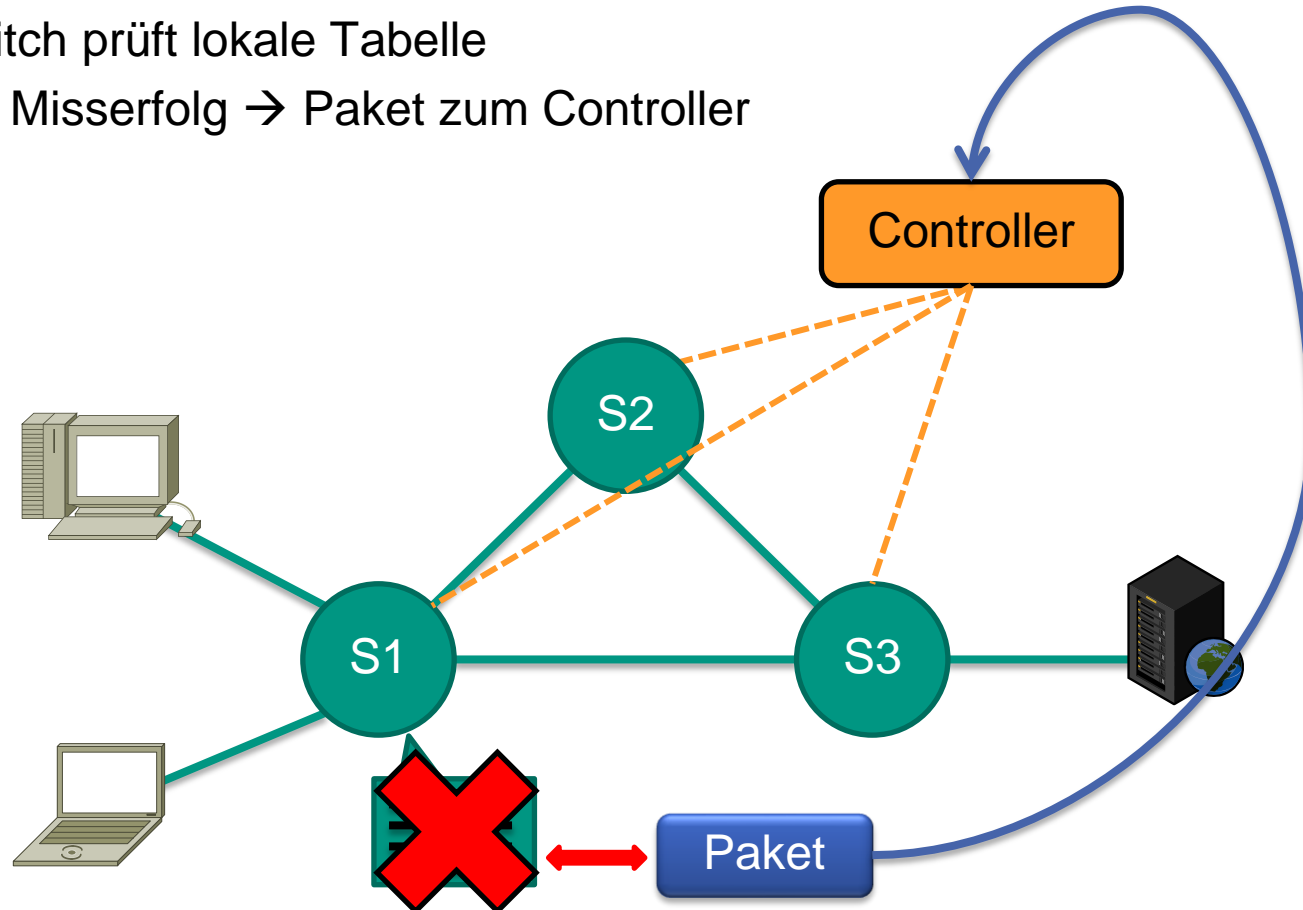 itch prüft lokale Tabelle
Misserfolg → Paket zum Controller
Controller
S2
S1
S3
Paket